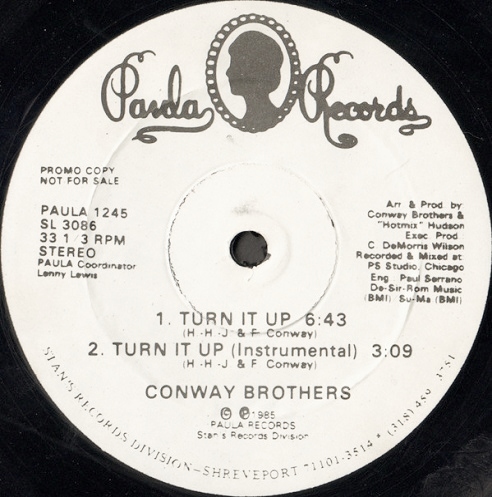 Paula Records
PROMO COPY
NOT FOR SALE
PAULA 1245
SL 3086
33 1/3 RPM
STEREO
PAULA Coordinator
Lenny Lewis
Arr. & Prod by:
Conway Brothers &
"Hotmix" Hudson
Exec Prod:
C DeMorris Wilson
Recorded & Mixed at:
PS Studio, Chicago
Eng. Paul Serrano
De-Sir-Rom Music
(BMI) Su-Ma (BMI)
1. TURN IT UP 6:43
(H -H -J & F Conway)
2. TURN IT UP (Instrumental) 3:09
(H -H -J & F Conway)
CONWAY BROTHERS
© ℗ 1985
PAULA RECORDS
Stan's Records Division
STAN'S RECORDS DIVISION—SHREVEPORT 71101-3514 * (318)